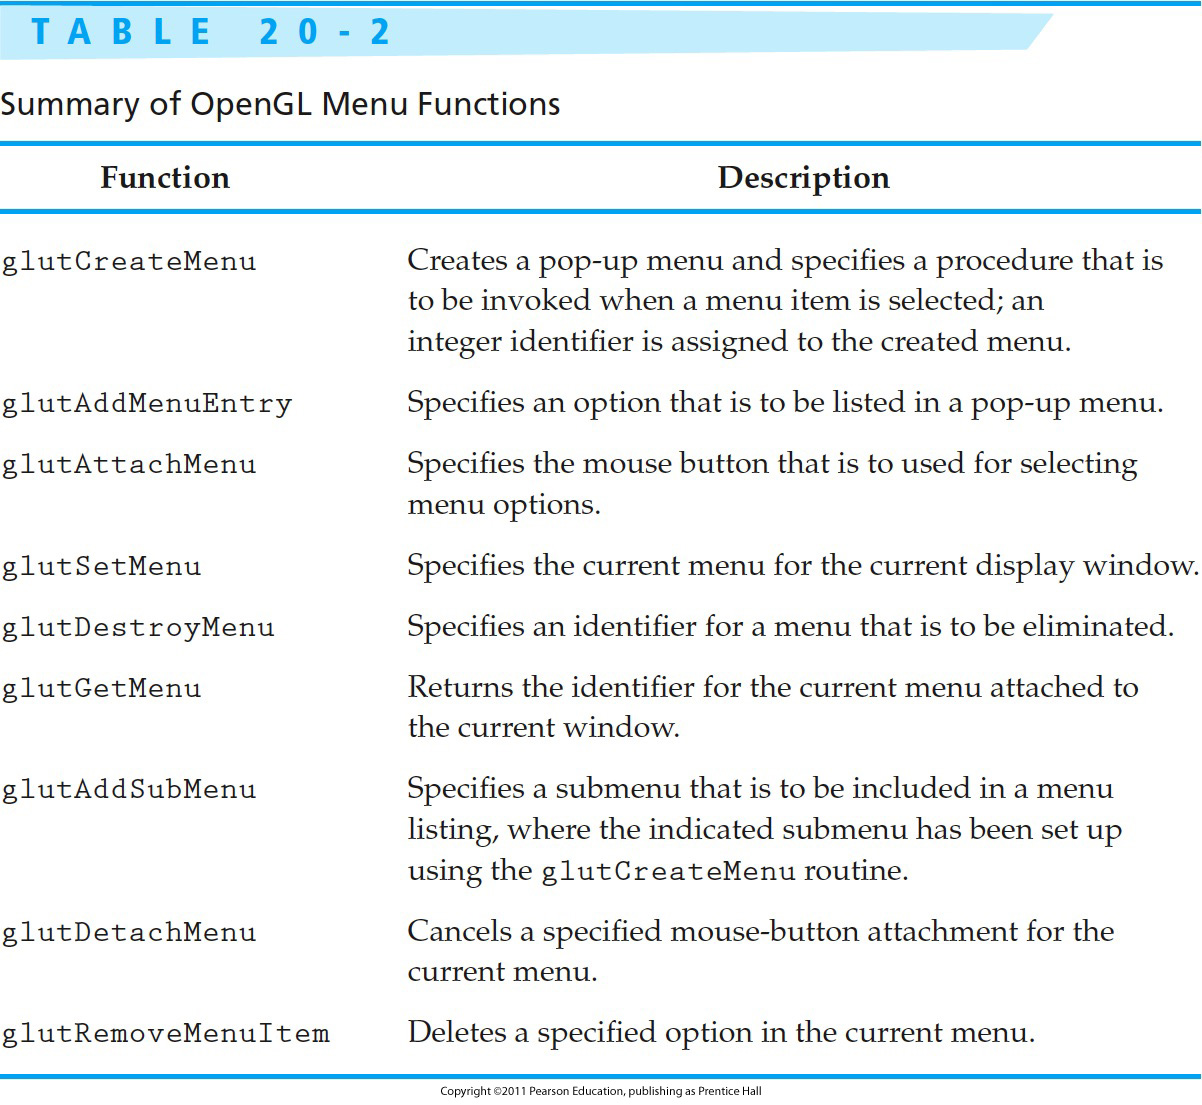 TABLE 20-2
Summary of OpenGL Menu Functions
Function Description
glutCreateMenu Creates a pop-up menu and specifies a procedure that is
to be invoked when a menu item is selected; an
integer identifier is assigned to the created menu.
glutAddMenuEntry Specifies an option that is to be listed in a pop-up menu.
glutAttachMenu Specifies the mouse button that is to used for selecting
menu options.
glutSetMenu Specifies the current menu for the current display window.
glutDestroyMenu Specifies an identifier for a menu that is to be eliminated.
glutGetMenu Returns the identifier for the current menu attached to
the current window.
glutAddSubMenu Specifies a submenu that is to be included in a menu
listing, where the indicated submenu has been set up
using the glutCreateMenu routine.
glutDetachMenu Cancels a specified mouse-button attachment for the
current menu.
glutRemoveMenuItem Deletes a specified option in the current menu.
Copyright ©2011 Pearson Education, publishing as Prentice Hall